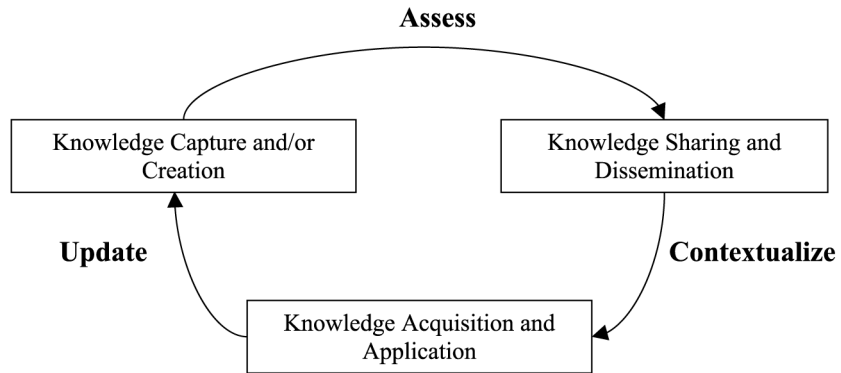 Assess
Knowledge Capture and/or
Creation
Knowledge Sharing and
Dissemination
Update
Contextualize
Knowledge Acquisition and
Application